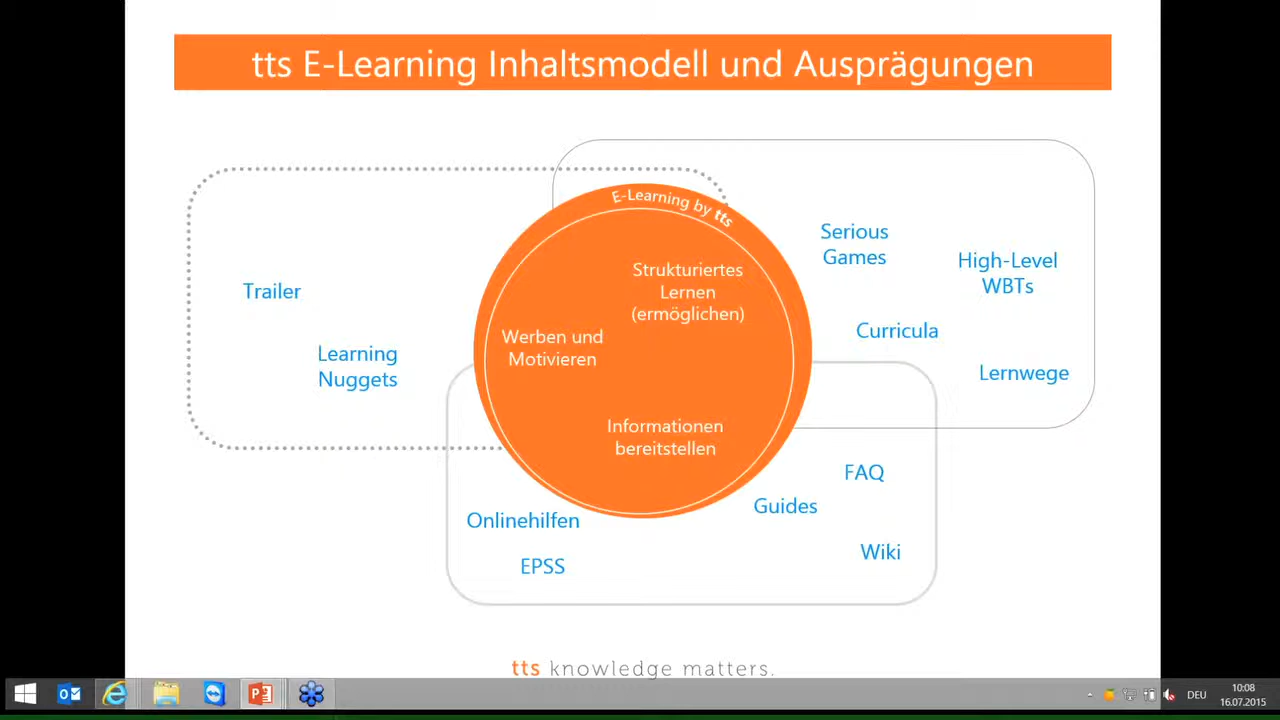 tts E-Learning Inhaltsmodell und Ausprägungen
E-Learning by tts
Strukturiertes
Lernen
(ermöglichen)
Werben und
Motivieren
Informationen
bereitstellen
Trailer
Learning
Nuggets
Serious
Games
High-Level
WBTs
Curricula
Lernwege
FAQ
Guides
Wiki
Onlinehilfen
EPSS
tts knowledge matters.
DEU
10:08
16.07.2015